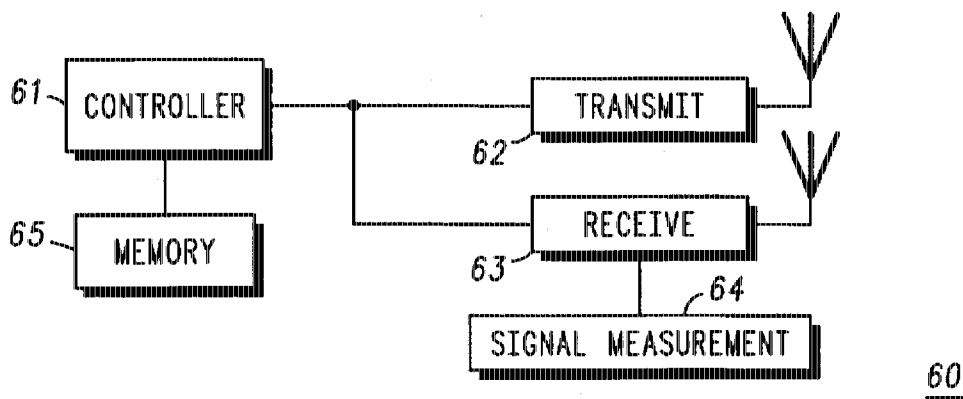 61
CONTROLLER
TRANSMIT
62
65
MEMORY
RECEIVE
63
64
SIGNAL MEASUREMENT
60